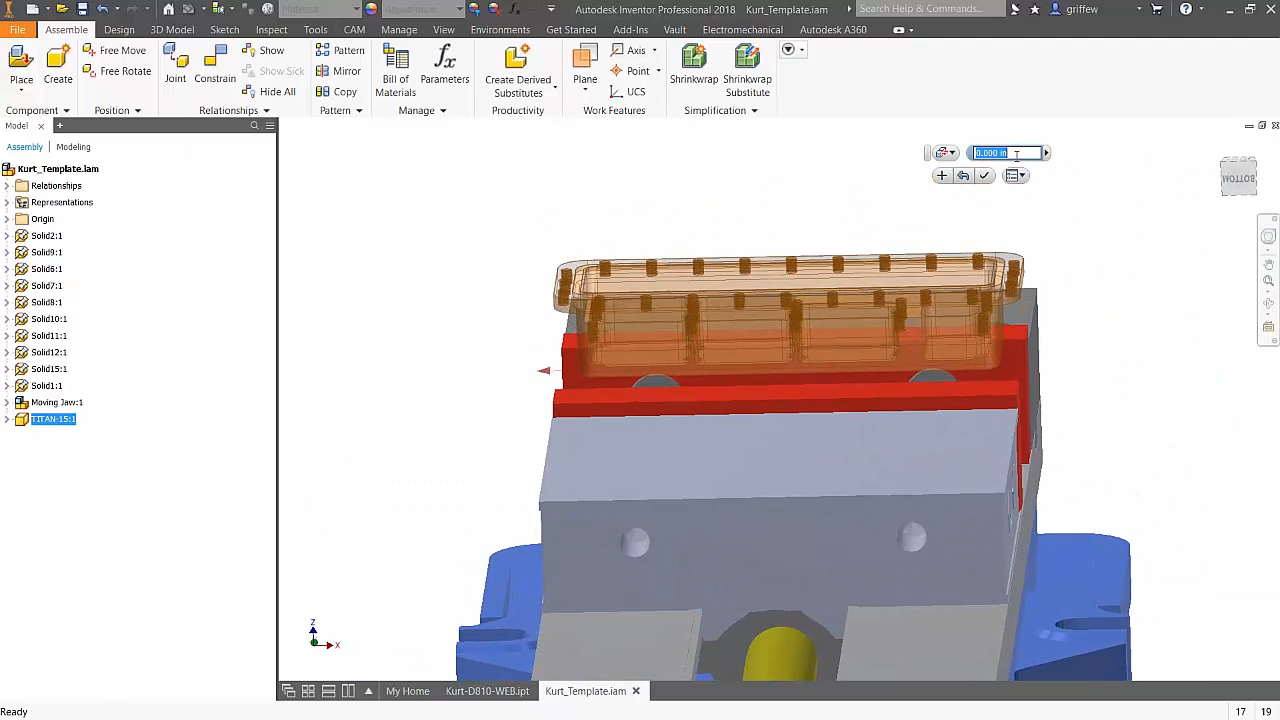 Material
Appearance
Autodesk Inventor Professional 2018
Kurt_Template.iam
Search Help & Commands...
griffew
PRO
File
Assemble
Design
3D Model
Sketch
Inspect
Tools
CAM
Manage
View
Environments
Get Started
Add-Ins
Vault
Electromechanical
Autodesk A360
Place
Create
Free Move
Free Rotate
Joint
Constrain
Show
Show Sick
Hide All
Pattern
Mirror
Copy
Bill of
Materials
Parameters
Create Derived
Substitutes
Plane
Axis
Point
UCS
Shrinkwrap
Shrinkwrap
Substitute
Component
Position
Relationships
Pattern
Manage
Productivity
Work Features
Simplification
Model
Assembly
Modeling
Kurt_Template.iam
Relationships
Representations
Origin
Solid2:1
Solid9:1
Solid6:1
Solid7:1
Solid8:1
Solid10:1
Solid11:1
Solid12:1
Solid15:1
Solid1:1
Moving Jaw:1
TITAN-15:1
0.000 in
BOTTOM
Z
X
My Home
Kurt-D810-WEB.ipt
Kurt_Template.iam
Ready
17
19